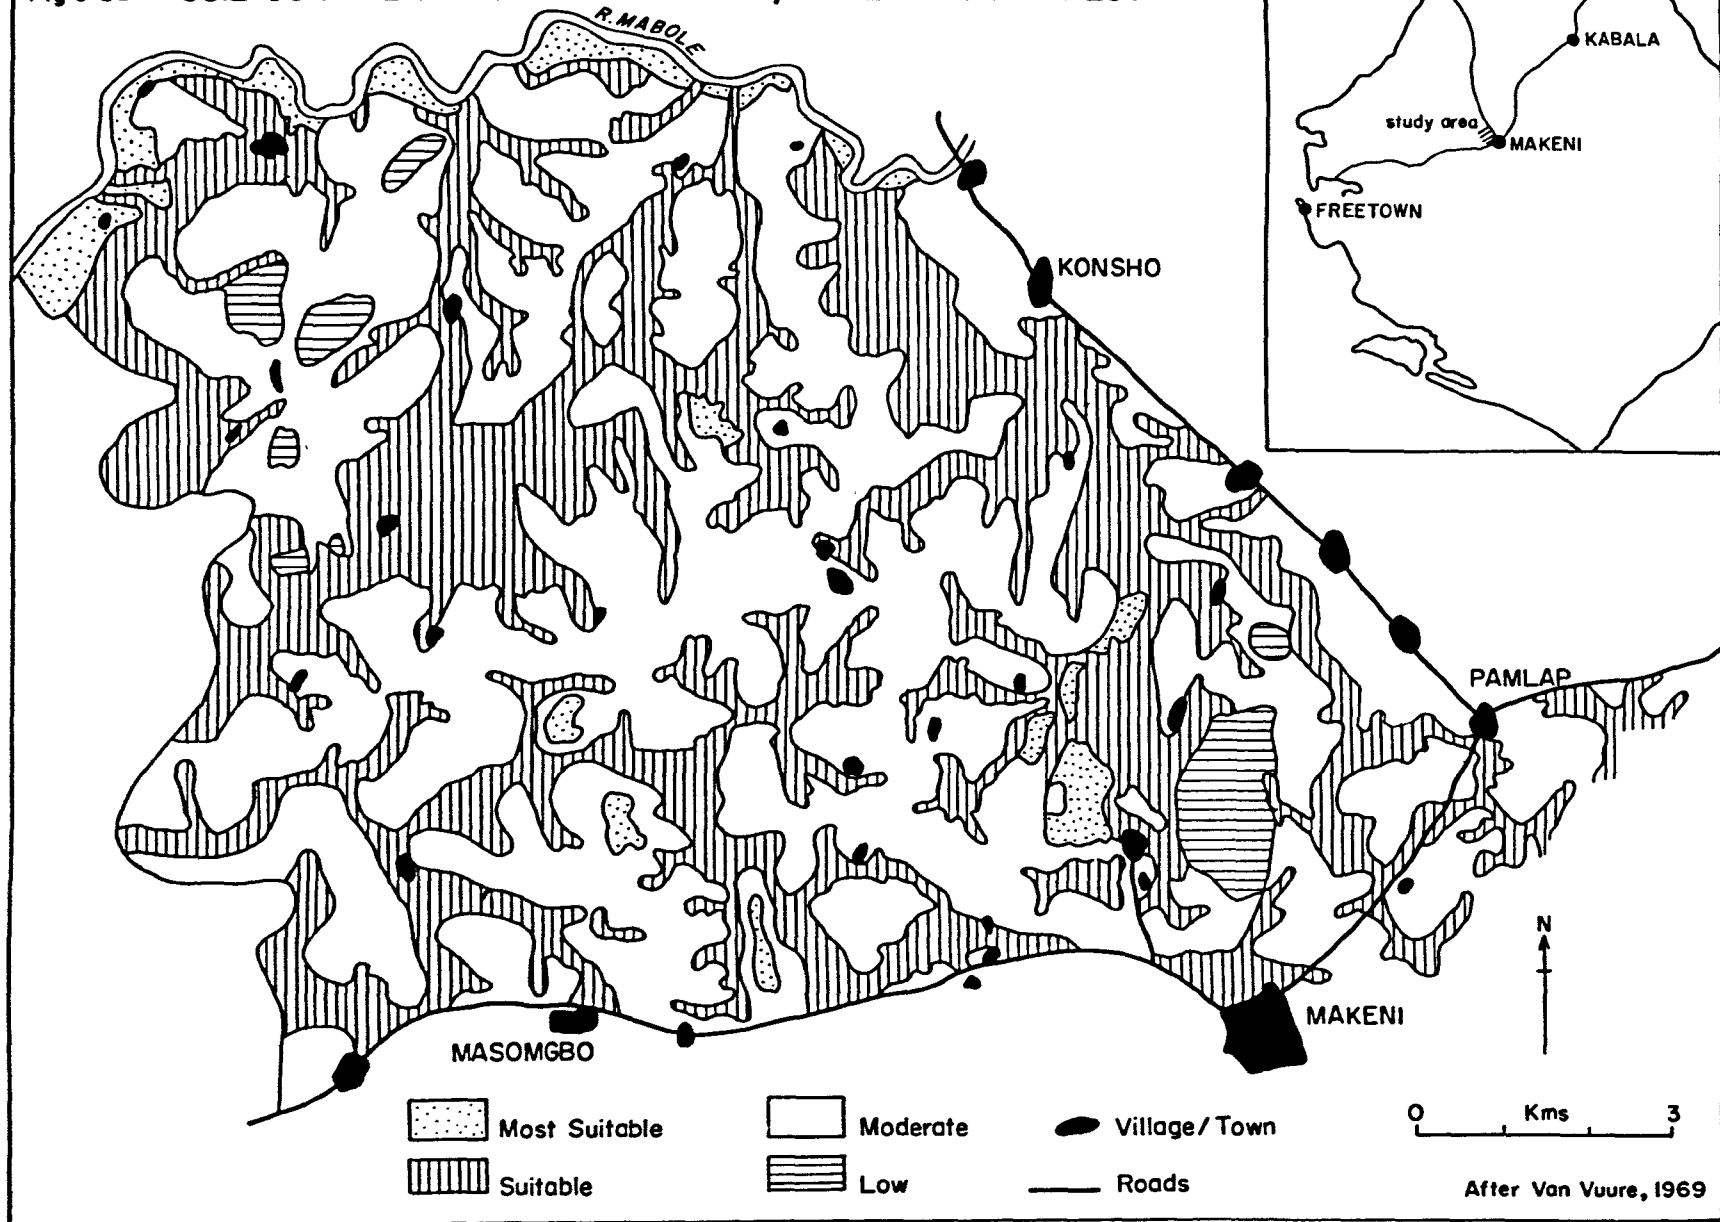 R. MABOLE
KABALA
study area
MAKENI
FREETOWN
KONSHO
PAMLAP
N
MAKENI
MASOMGBO
Most Suitable
Moderate
Village/Town
0 Kms 3
Suitable
Low
Roads
After Van Vuure, 1969